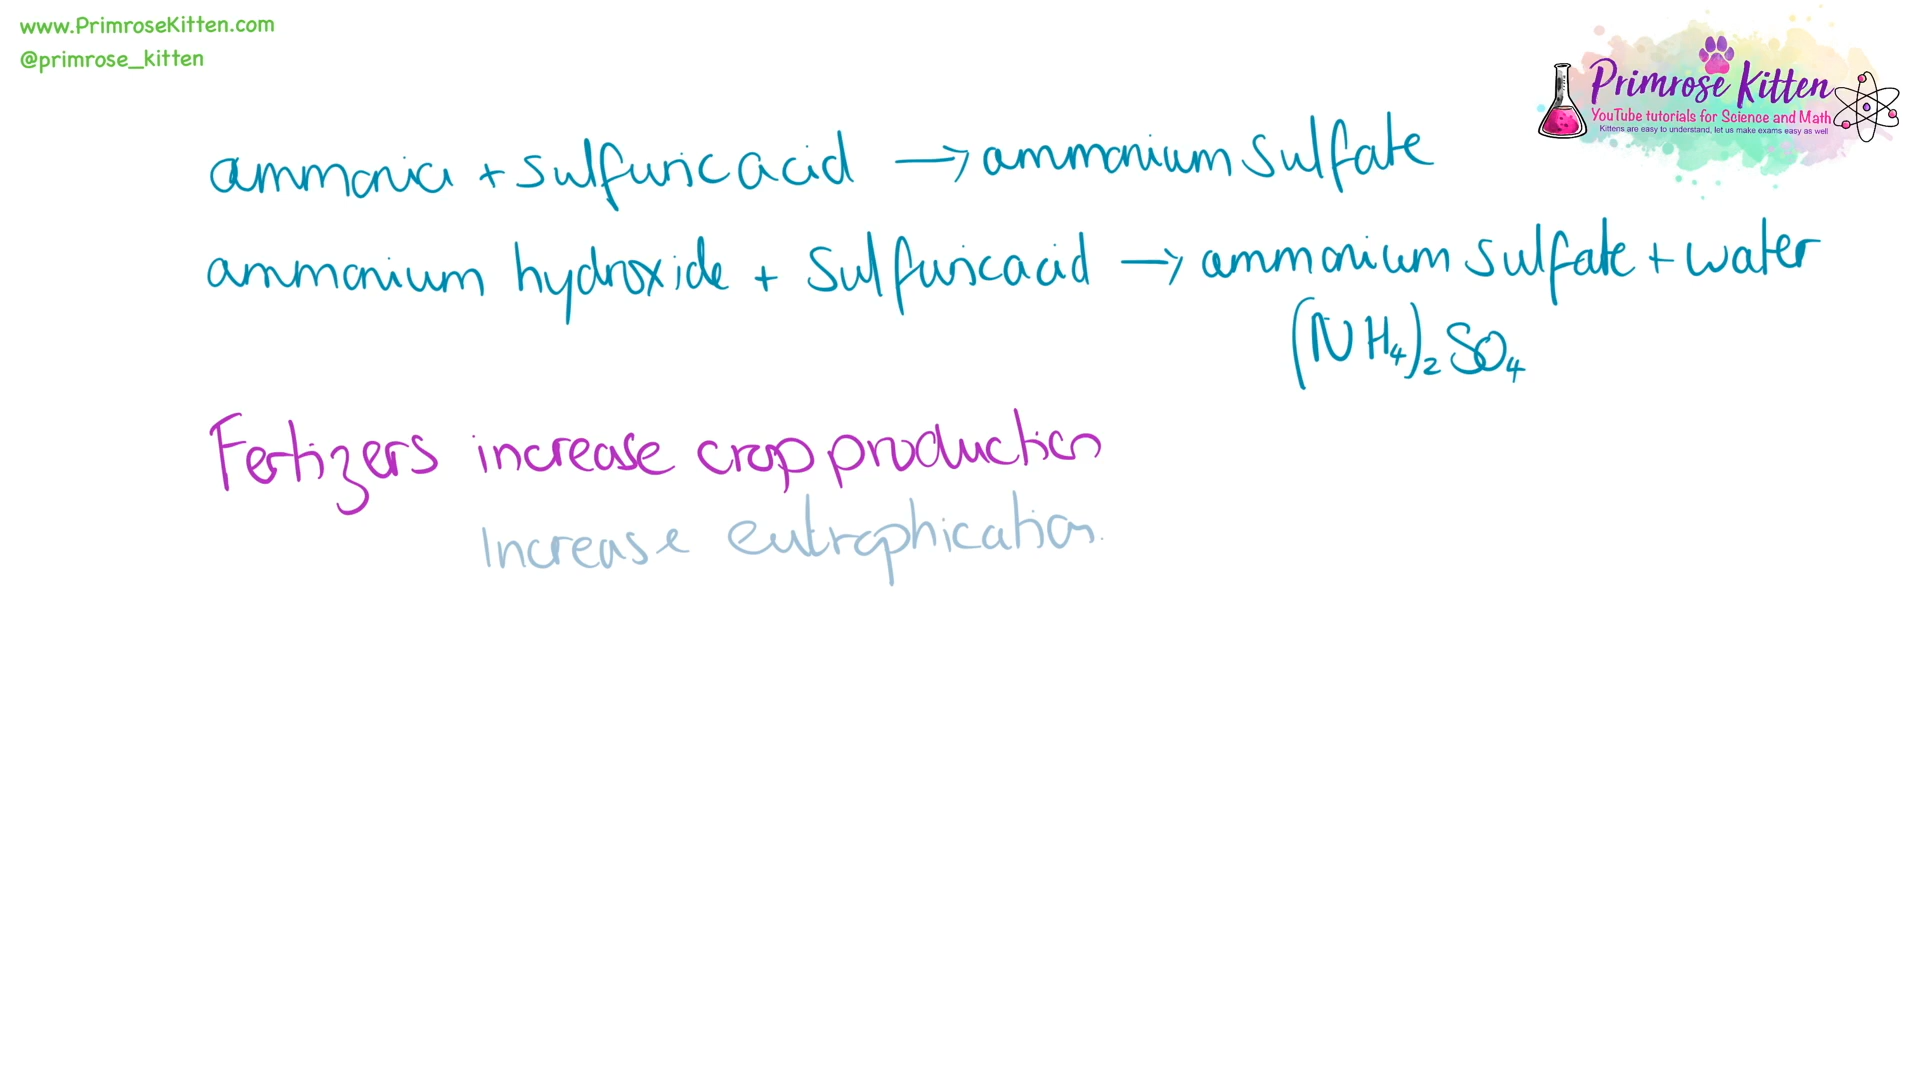 www.PrimroseKitten.com
@primrose_kitten
Primrose Kitten
YouTube tutorials for Science and Math
Kittens are easy to understand, let us make exams easy as well
ammonia + sulfuric acid → ammonium sulfate
ammonium hydroxide + sulfuric acid → ammonium sulfate + water
(NH₄)₂SO₄
Fertizers increase crop production
Increase eutrophication.